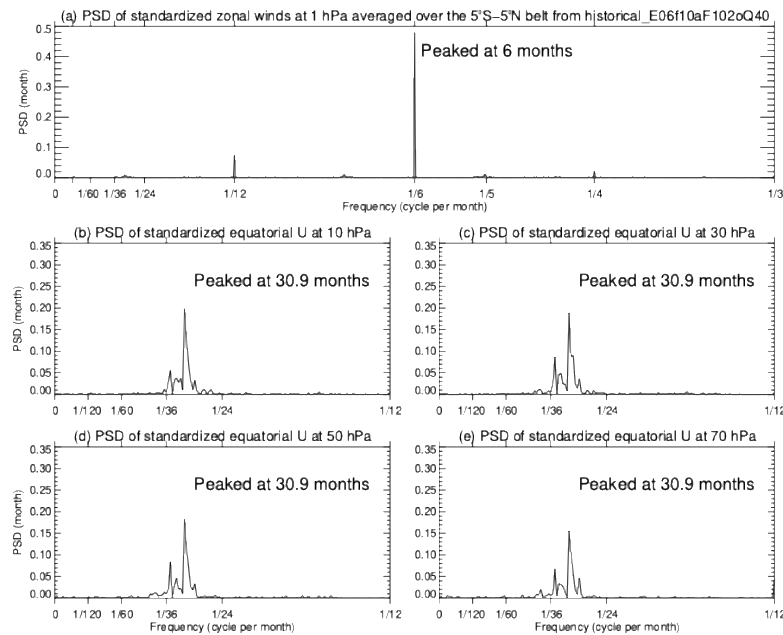 (a) PSD of standardized zonal winds at 1 hPa averaged over the 5°S–5°N belt from historical_E06f10aF102oQ40
Peaked at 6 months
PSD (month)
0.5
0.4
0.3
0.2
0.1
0.0
0 1/60 1/36 1/24 1/12 1/6 1/5 1/4 1/3
Frequency (cycle per month)
(b) PSD of standardized equatorial U at 10 hPa
Peaked at 30.9 months
PSD (month)
0.35
0.30
0.25
0.20
0.15
0.10
0.05
0.00
0 1/120 1/60 1/36 1/24 1/12
(c) PSD of standardized equatorial U at 30 hPa
Peaked at 30.9 months
0.35
0.30
0.25
0.20
0.15
0.10
0.05
0.00
0 1/120 1/60 1/36 1/24 1/12
(d) PSD of standardized equatorial U at 50 hPa
Peaked at 30.9 months
PSD (month)
0.35
0.30
0.25
0.20
0.15
0.10
0.05
0.00
0 1/120 1/60 1/36 1/24 1/12
Frequency (cycle per month)
(e) PSD of standardized equatorial U at 70 hPa
Peaked at 30.9 months
0.35
0.30
0.25
0.20
0.15
0.10
0.05
0.00
0 1/120 1/60 1/36 1/24 1/12
Frequency (cycle per month)